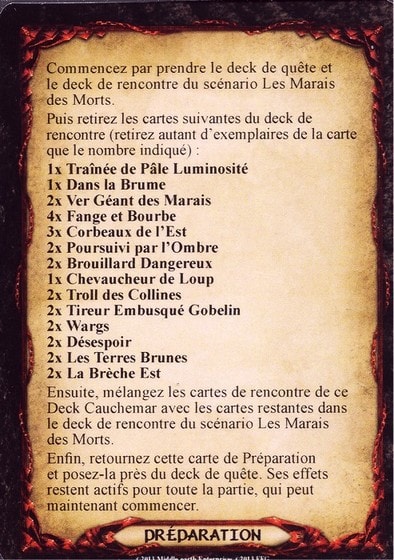 Commencez par prendre le deck de quête et
le deck de rencontre du scénario Les Marais
des Morts.
Puis retirez les cartes suivantes du deck de
rencontre (retirez autant d'exemplaires de la carte
que le nombre indiqué) :
1x Traînée de Pâle Luminosité
1x Dans la Brume
2x Ver Géant des Marais
4x Fange et Bourbe
3x Corbeaux de l'Est
2x Poursuivi par l'Ombre
2x Brouillard Dangereux
1x Chevaucheur de Loup
2x Troll des Collines
2x Tireur Embusqué Gobelin
2x Wargs
2x Désespoir
2x Les Terres Brunes
2x La Brèche Est
Ensuite, mélangez les cartes de rencontre de ce
Deck Cauchemar avec les cartes restantes dans
le deck de rencontre du scénario Les Marais
des Morts.
Enfin, retournez cette carte de Préparation
et posez-la près du deck de quête. Ses effets
restent actifs pour toute la partie, qui peut
maintenant commencer.
PRÉPARATION
©2013 Middle-earth Enterprises ©2013 FFG